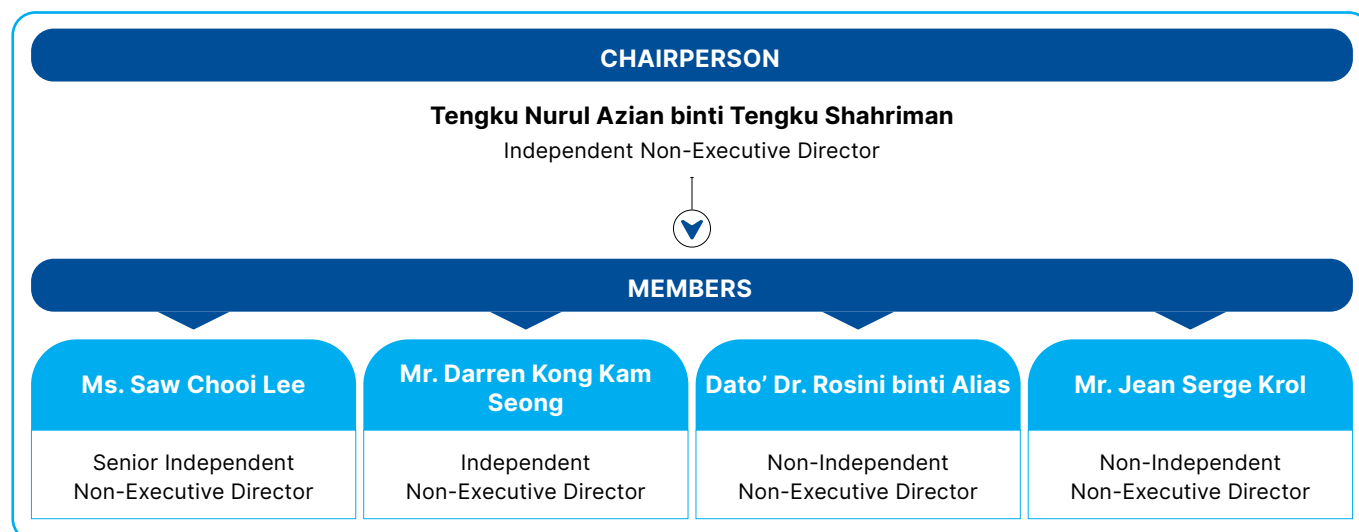 CHAIRPERSON
Tengku Nurul Azian binti Tengku Shahriman
Independent Non-Executive Director
MEMBERS
Ms. Saw Chooi Lee
Senior Independent
Non-Executive Director
Mr. Darren Kong Kam
Seong
Independent
Non-Executive Director
Dato’ Dr. Rosini binti Alias
Non-Independent
Non-Executive Director
Mr. Jean Serge Krol
Non-Independent
Non-Executive Director